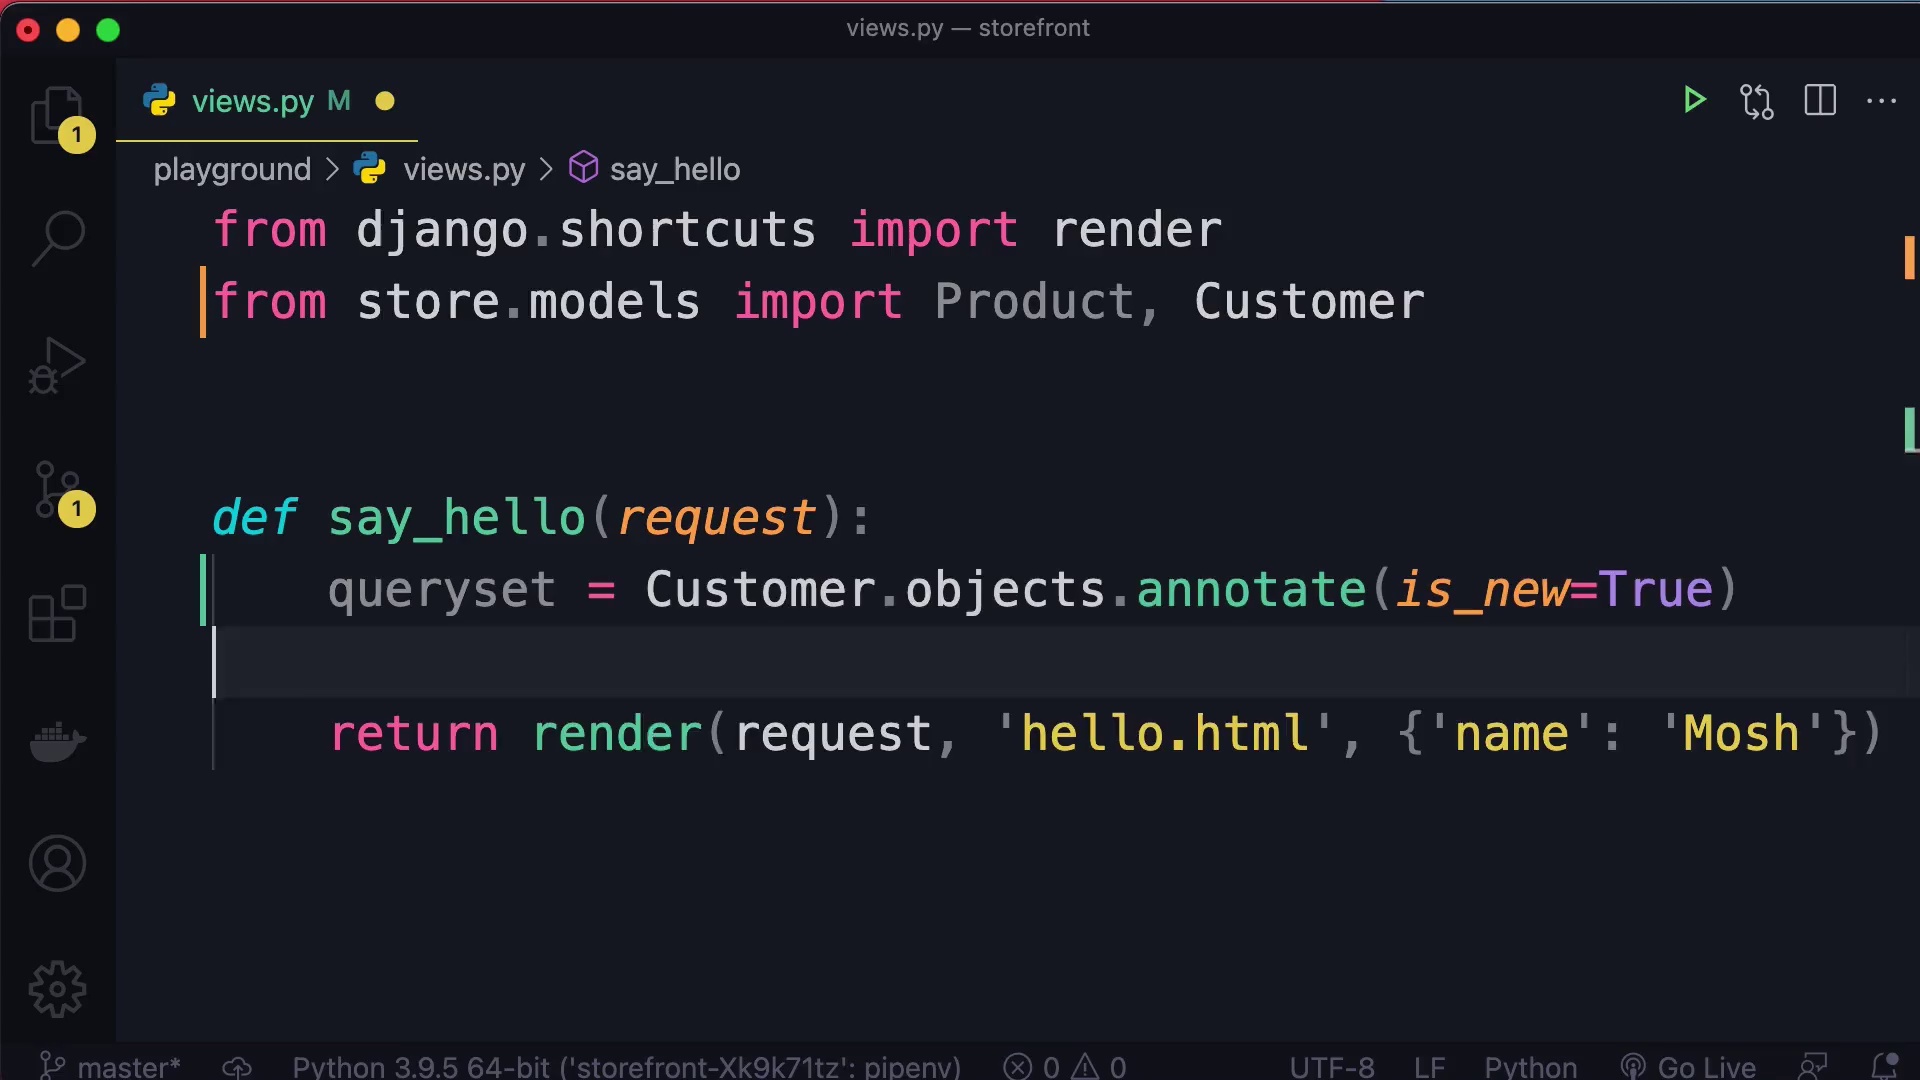 views.py — storefront
views.py M
1
playground > views.py > say_hello
from django.shortcuts import render
from store.models import Product, Customer
def say_hello(request):
1
    queryset = Customer.objects.annotate(is_new=True)
    return render(request, 'hello.html', {'name': 'Mosh'})
master* Python 3.9.5 64-bit ('storefront-Xk9k71tz': pipenv) 0 0 UTF-8 LF Python Go Live